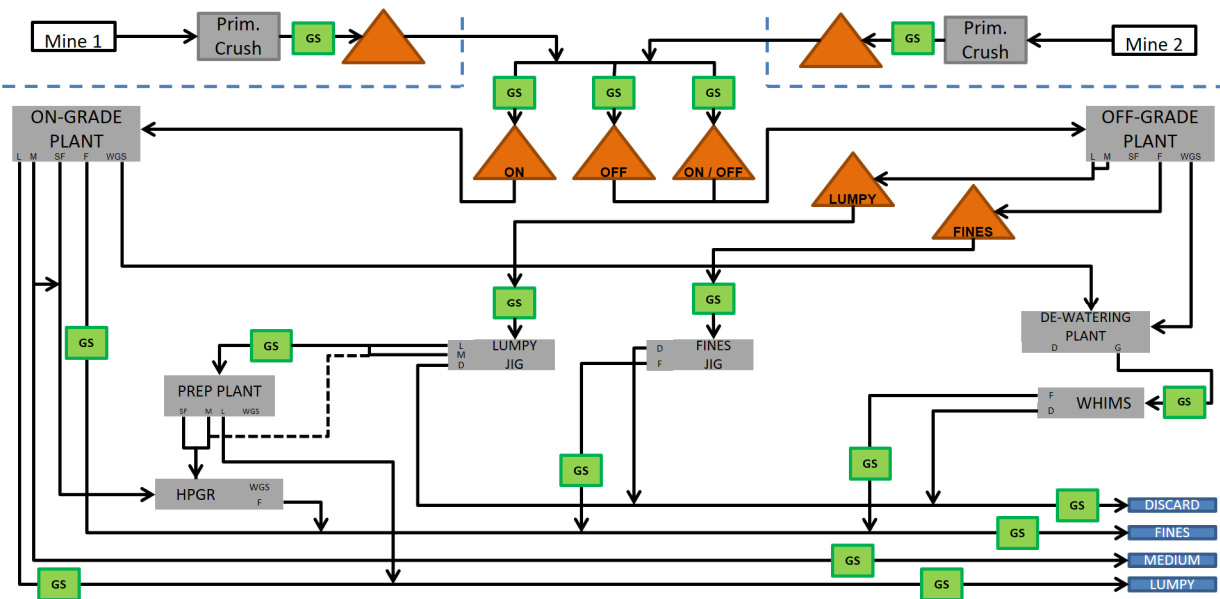 Mine 1
Prim.
Crush
GS
GS
Prim.
Crush
Mine 2
GS
GS
GS
ON-GRADE
PLANT
L M SF F WGS
ON
OFF
ON / OFF
OFF-GRADE
PLANT
L M SF F WGS
LUMPY
FINES
GS
GS
GS
GS
LUMPY
JIG
L
M
D
FINES
JIG
D
F
DE-WATERING
PLANT
D G
PREP PLANT
SF M L WGS
WHIMS
F
D
GS
GS
GS
HPGR
WGS
F
GS
DISCARD
GS
FINES
GS
MEDIUM
GS
GS
LUMPY